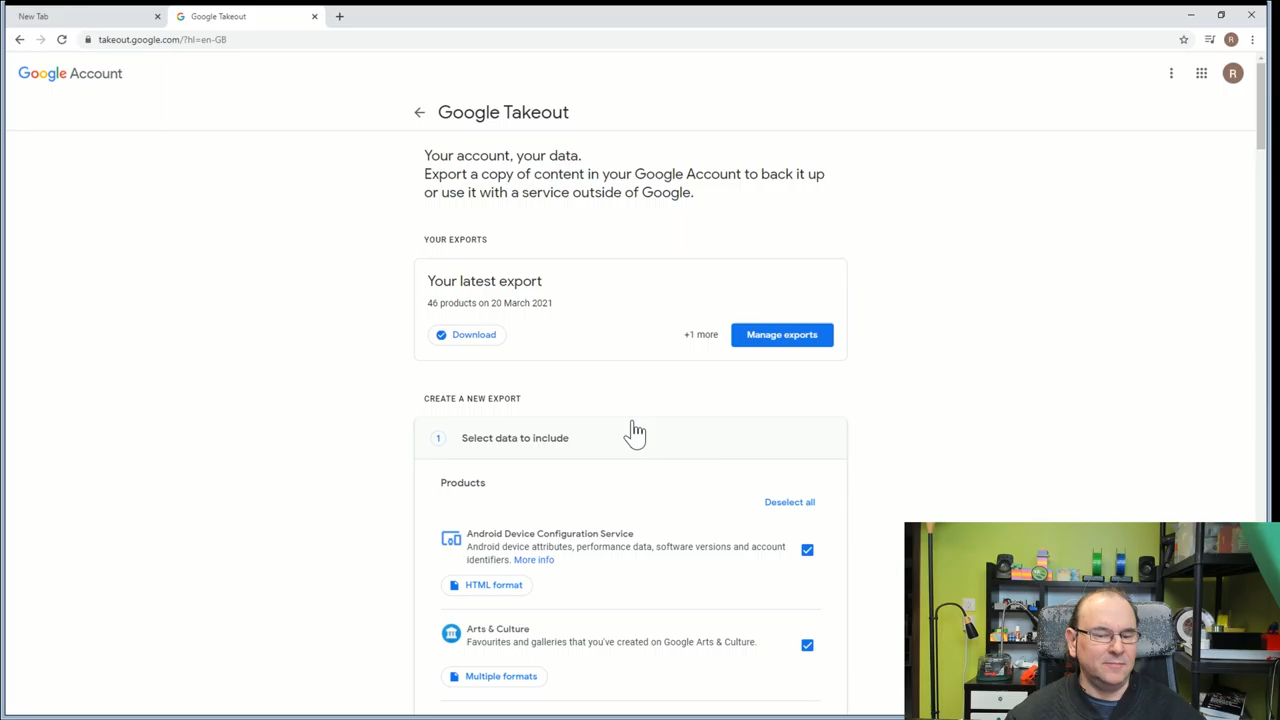 New Tab
Google Takeout
takeout.google.com/?hl=en-GB
R
Google Account
R
Google Takeout
Your account, your data.
Export a copy of content in your Google Account to back it up
or use it with a service outside of Google.
YOUR EXPORTS
Your latest export
46 products on 20 March 2021
Download
+1 more
Manage exports
CREATE A NEW EXPORT
1
Select data to include
Products
Deselect all
Android Device Configuration Service
Android device attributes, performance data, software versions and account
identifiers. More info
HTML format
Arts & Culture
Favourites and galleries that you've created on Google Arts & Culture.
Multiple formats